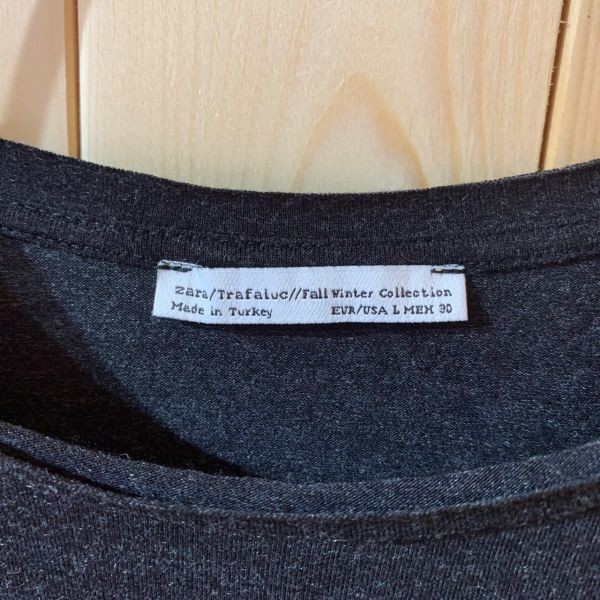 zara/Trafaluc//Fall Winter Collection
Made in Turkey EUR/USA L MEX 30